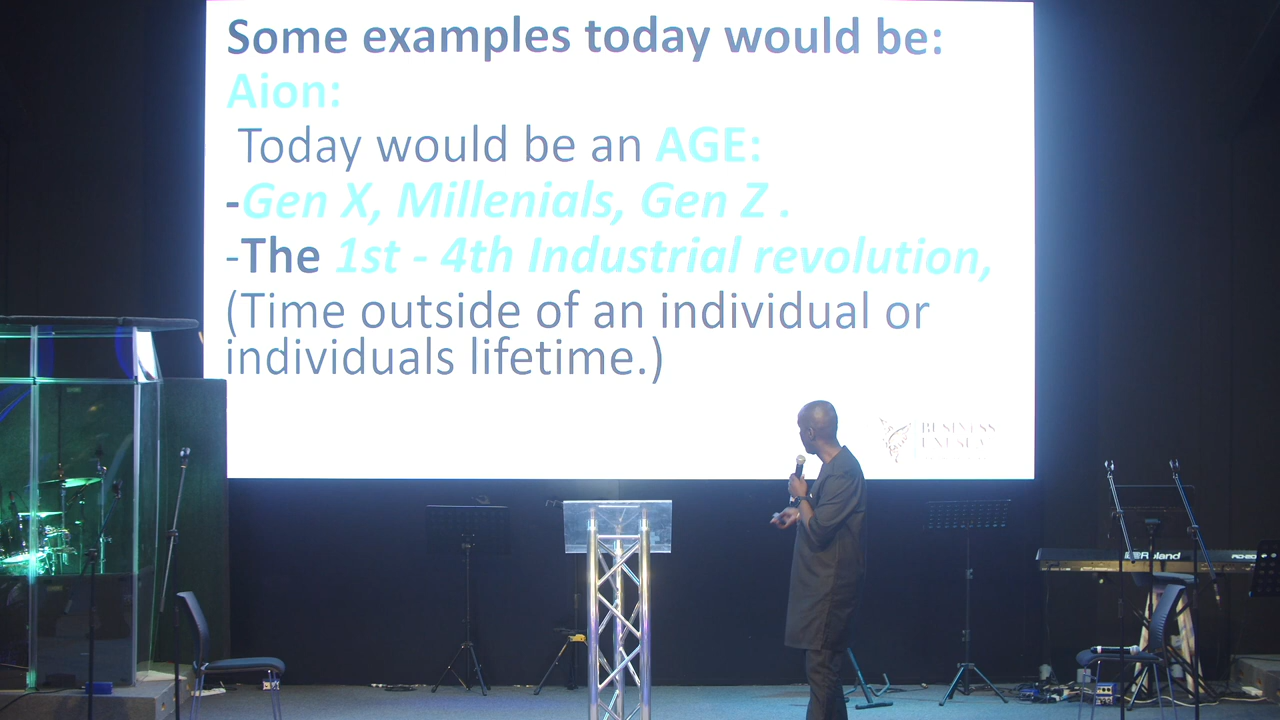 Some examples today would be:
Aion:
Today would be an AGE:
-Gen X, Millenials, Gen Z .
-The 1st - 4th Industrial revolution,
(Time outside of an individual or
individuals lifetime.)
BUSINESS
Roland